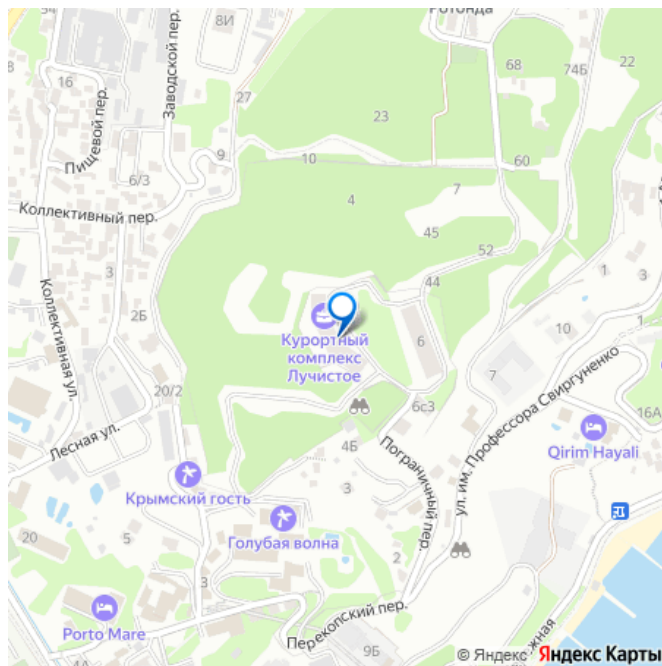 54
8И
Ротонда
16
Заводской пер.
68
74Б
22
Пищевой пер.
27
23
9
10
60
6/3
4
7
Коллективный пер.
45
52
3
44
1
3
Коллективная ул.
2Б
1
Курортный
комплекс
Лучистое
6
10
7
20/2
6с3
16А
Лесная ул.
4Б
Пограничный пер.
ул. им. Профессора Свиргуненко
Qirim Hayali
Крымский гость
3
20
5
Голубая волна
2
3
Porto Mare
Перекопский пер.
4А
9Б
© Яндекс Яндекс Карты